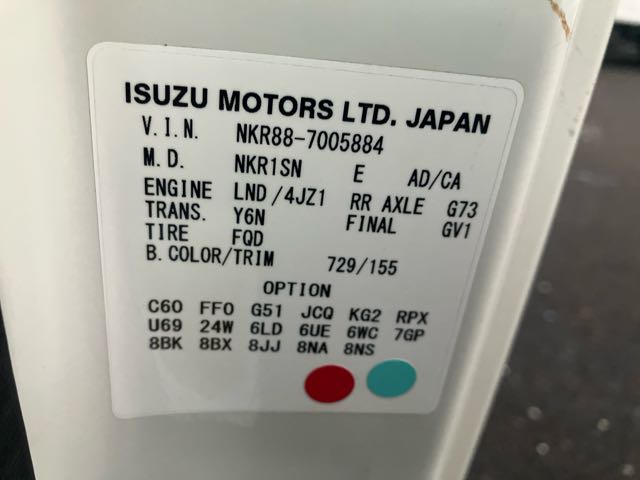 ISUZU MOTORS LTD. JAPAN
V.I.N. NKR88-7005884
M.D. NKR1SN E AD/CA
ENGINE LND/4JZ1 RR AXLE G73
TRANS. Y6N FINAL GV1
TIRE FQD
B.COLOR/TRIM 729/155
OPTION
C60 FF0 G51 JCQ KG2 RPX
U69 24W 6LD 6UE 6WC 7GP
8BK 8BX 8JJ 8NA 8NS